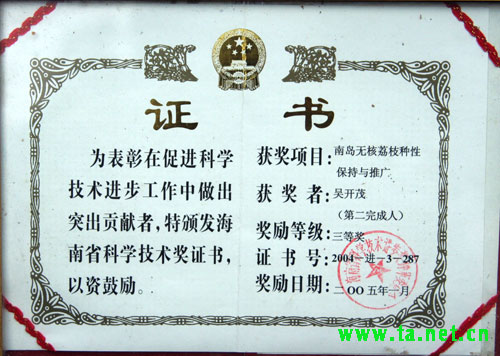 证书
为表彰在促进科学
技术进步工作中做出
突出贡献者，特颁发海
南省科学技术奖证书，
以资鼓励。
获奖项目：南岛无核荔枝种性
保持与推广
获奖者：吴开茂
（第二完成人）
奖励等级：三等奖
证书号：2004-进-3-287
奖励日期：二OO五年一月
www.fa.net.cn